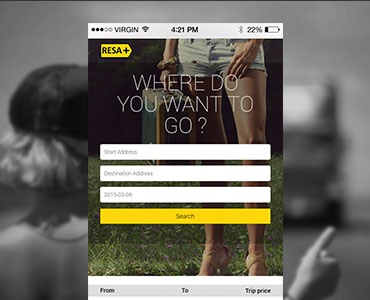 VIRGIN 4:21 PM 22%
RESA+
WHERE DO
YOU WANT TO
GO ?
Start Address
Destination Address
2015-03-06
Search
From To Trip price